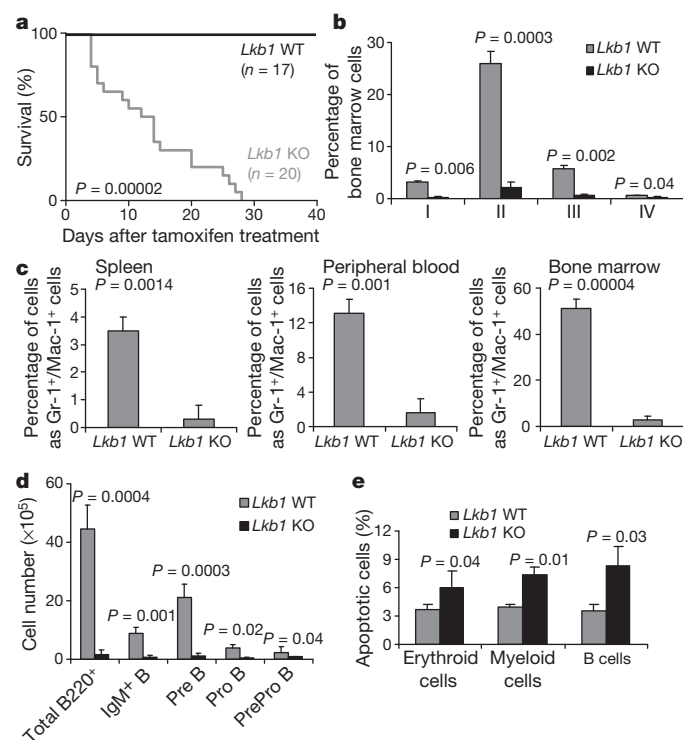 a
Survival (%)
100
50
0
0 10 20 30 40
Days after tamoxifen treatment
Lkb1 WT
(n = 17)
Lkb1 KO
(n = 20)
P = 0.00002
b
Percentage of
bone marrow cells
30
20
10
0
P = 0.006
P = 0.0003
P = 0.002
P = 0.04
Lkb1 WT
Lkb1 KO
I II III IV
c
Spleen
P = 0.0014
Percentage of cells
as Gr-1+/Mac-1+ cells
5
4
3
2
1
0
Lkb1 WT Lkb1 KO
Peripheral blood
P = 0.001
Percentage of cells
as Gr-1+/Mac-1+ cells
16
12
8
4
0
Lkb1 WT Lkb1 KO
Bone marrow
P = 0.00004
Percentage of cells
as Gr-1+/Mac-1+ cells
60
40
20
0
Lkb1 WT Lkb1 KO
d
Cell number (×10⁵)
60
40
20
0
P = 0.0004
P = 0.001
P = 0.0003
P = 0.02
P = 0.04
Lkb1 WT
Lkb1 KO
Total B220+
IgM+ B
Pre B
Pro B
PrePro B
e
Apoptotic cells (%)
12
9
6
3
0
Lkb1 WT
Lkb1 KO
P = 0.04
P = 0.01
P = 0.03
Erythroid
cells
Myeloid
cells
B cells